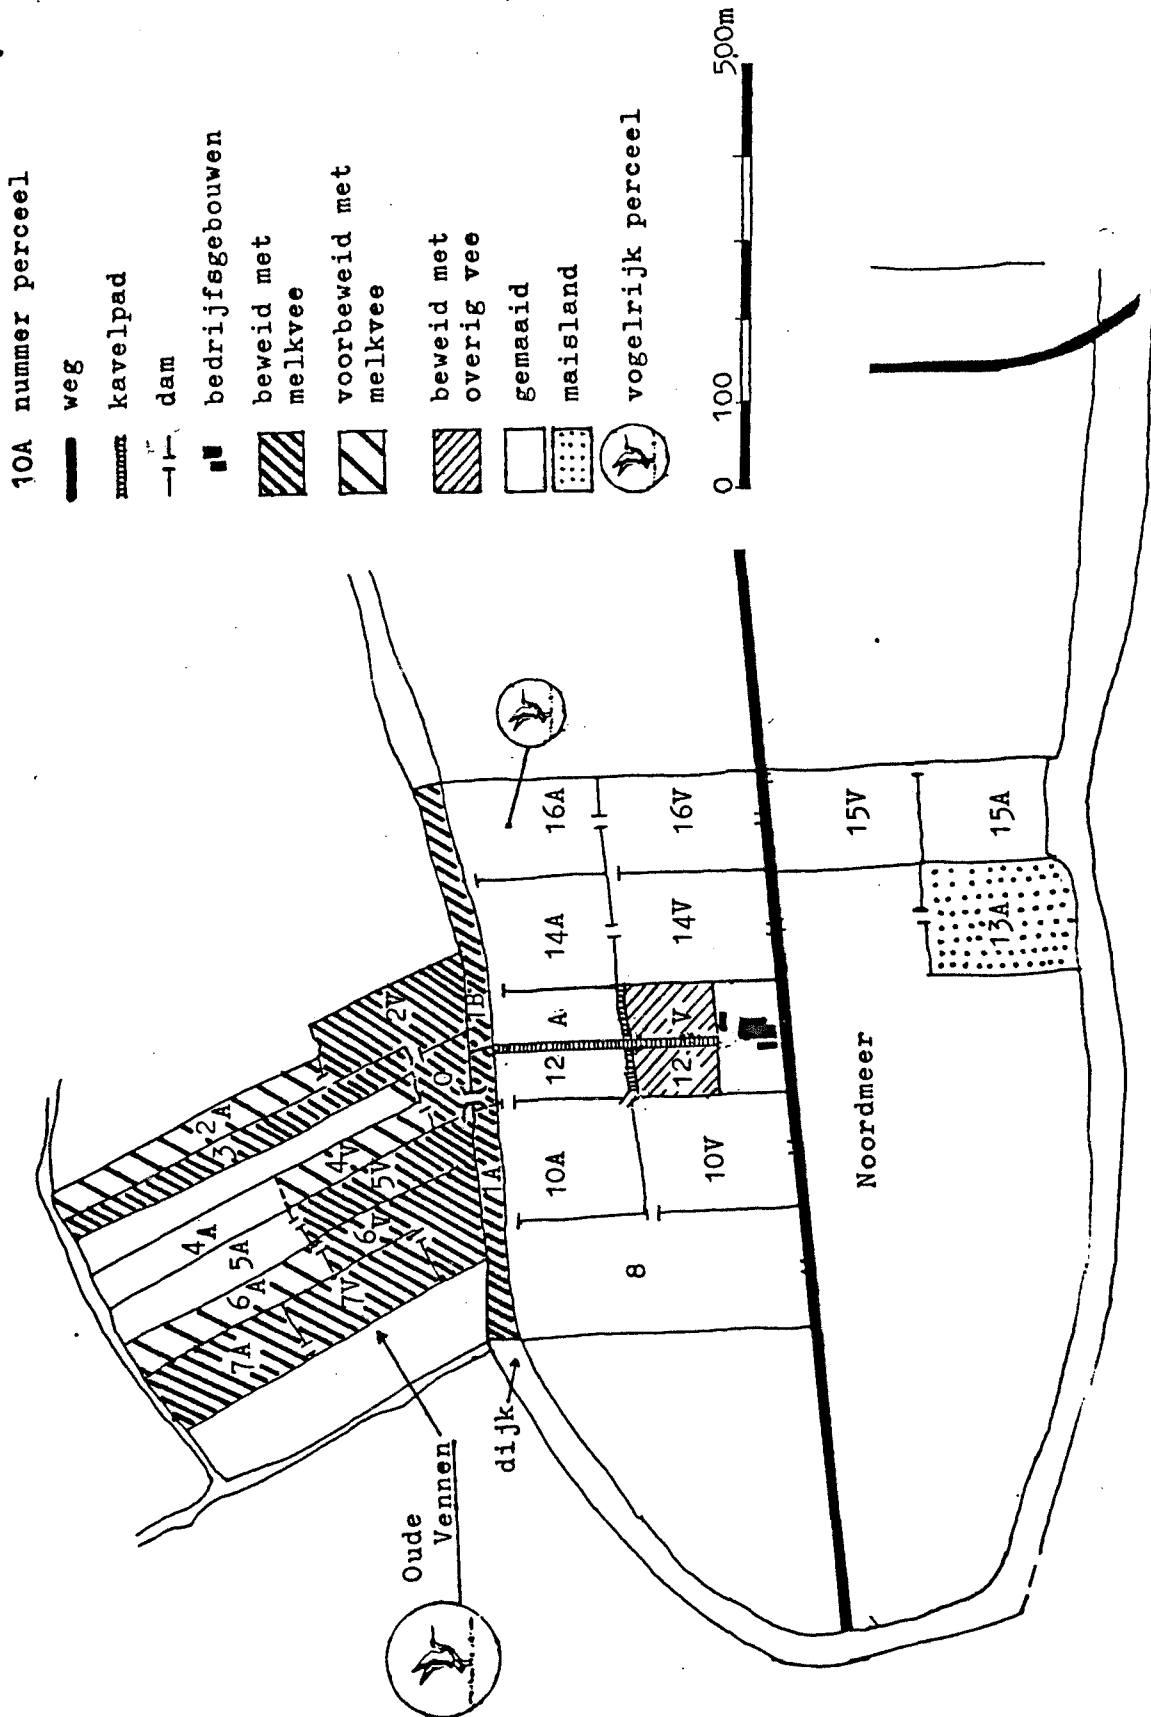 10A nummer perceel
weg
kavelpad
dam
bedrijfsgebouwen
beweid met
melkvee
voorbeweid met
melkvee
beweid met
overig vee
gemaaid
maisland
vogelrijk perceel
0 100 500m
2A
3
2V
4A
4V
5A
5V
6A
6V
7A
7V
0
1A
1B
Oude
Vennen
dijk
8
10A
10V
12 A
12 V
14A
14V
16A
16V
15V
15A
13A
Noordmeer